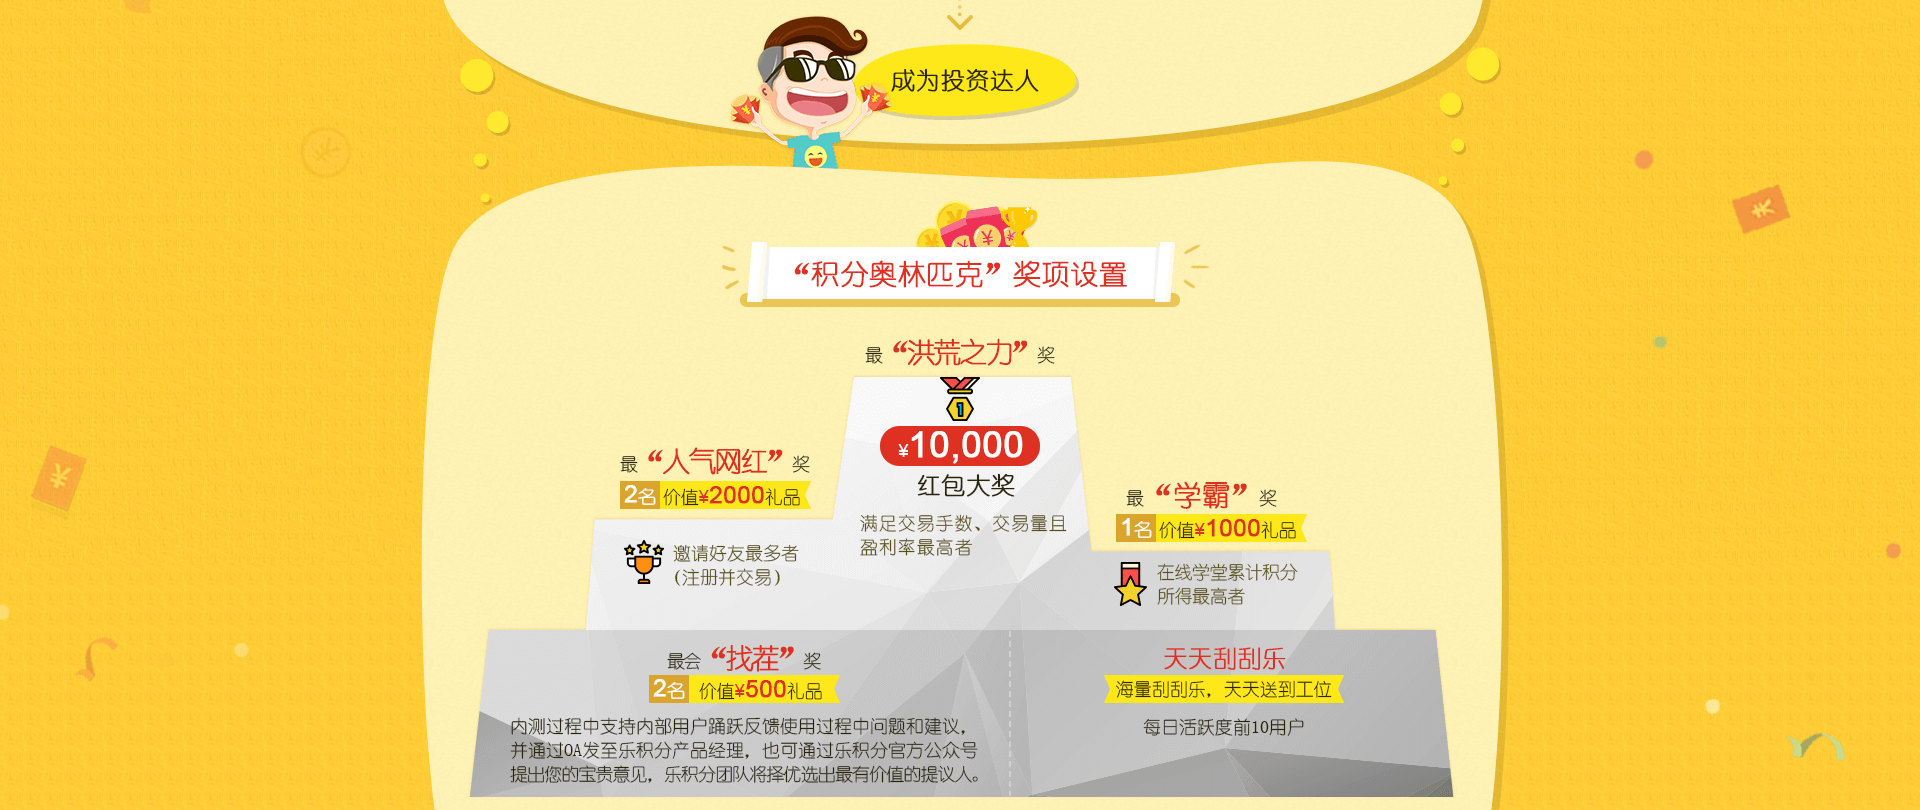 成为投资达人
“积分奥林匹克”奖项设置
最“洪荒之力”奖
1
¥10,000
红包大奖
满足交易手数、交易量且
盈利率最高者
最“人气网红”奖
2名 价值¥2000礼品
邀请好友最多者
(注册并交易)
最“学霸”奖
1名 价值¥1000礼品
在线学堂累计积分
所得最高者
最会“找茬”奖
2名 价值¥500礼品
内测过程中支持内部用户踊跃反馈使用过程中问题和建议，
并通过OA发至乐积分产品经理，也可通过乐积分官方公众号
提出您的宝贵意见，乐积分团队将择优选出最有价值的提议人。
天天刮刮乐
海量刮刮乐，天天送到工位
每日活跃度前10用户